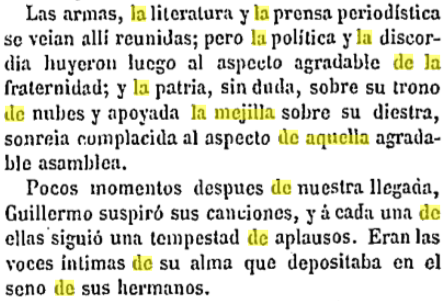 Las armas, la literatura y la prensa periodística
se veian allí reunidas; pero la política y la discor-
dia huyeron luego al aspecto agradable de la
fraternidad; y la patria, sin duda, sobre su trono
de nubes y apoyada la mejilla sobre su diestra,
sonreia complacida al aspecto de aquella agrada-
ble asamblea.
Pocos momentos despues de nuestra llegada,
Guillermo suspiró sus canciones, y á cada una de
ellas siguió una tempestad de aplausos. Eran las
voces íntimas de su alma que depositaba en el
seno de sus hermanos.